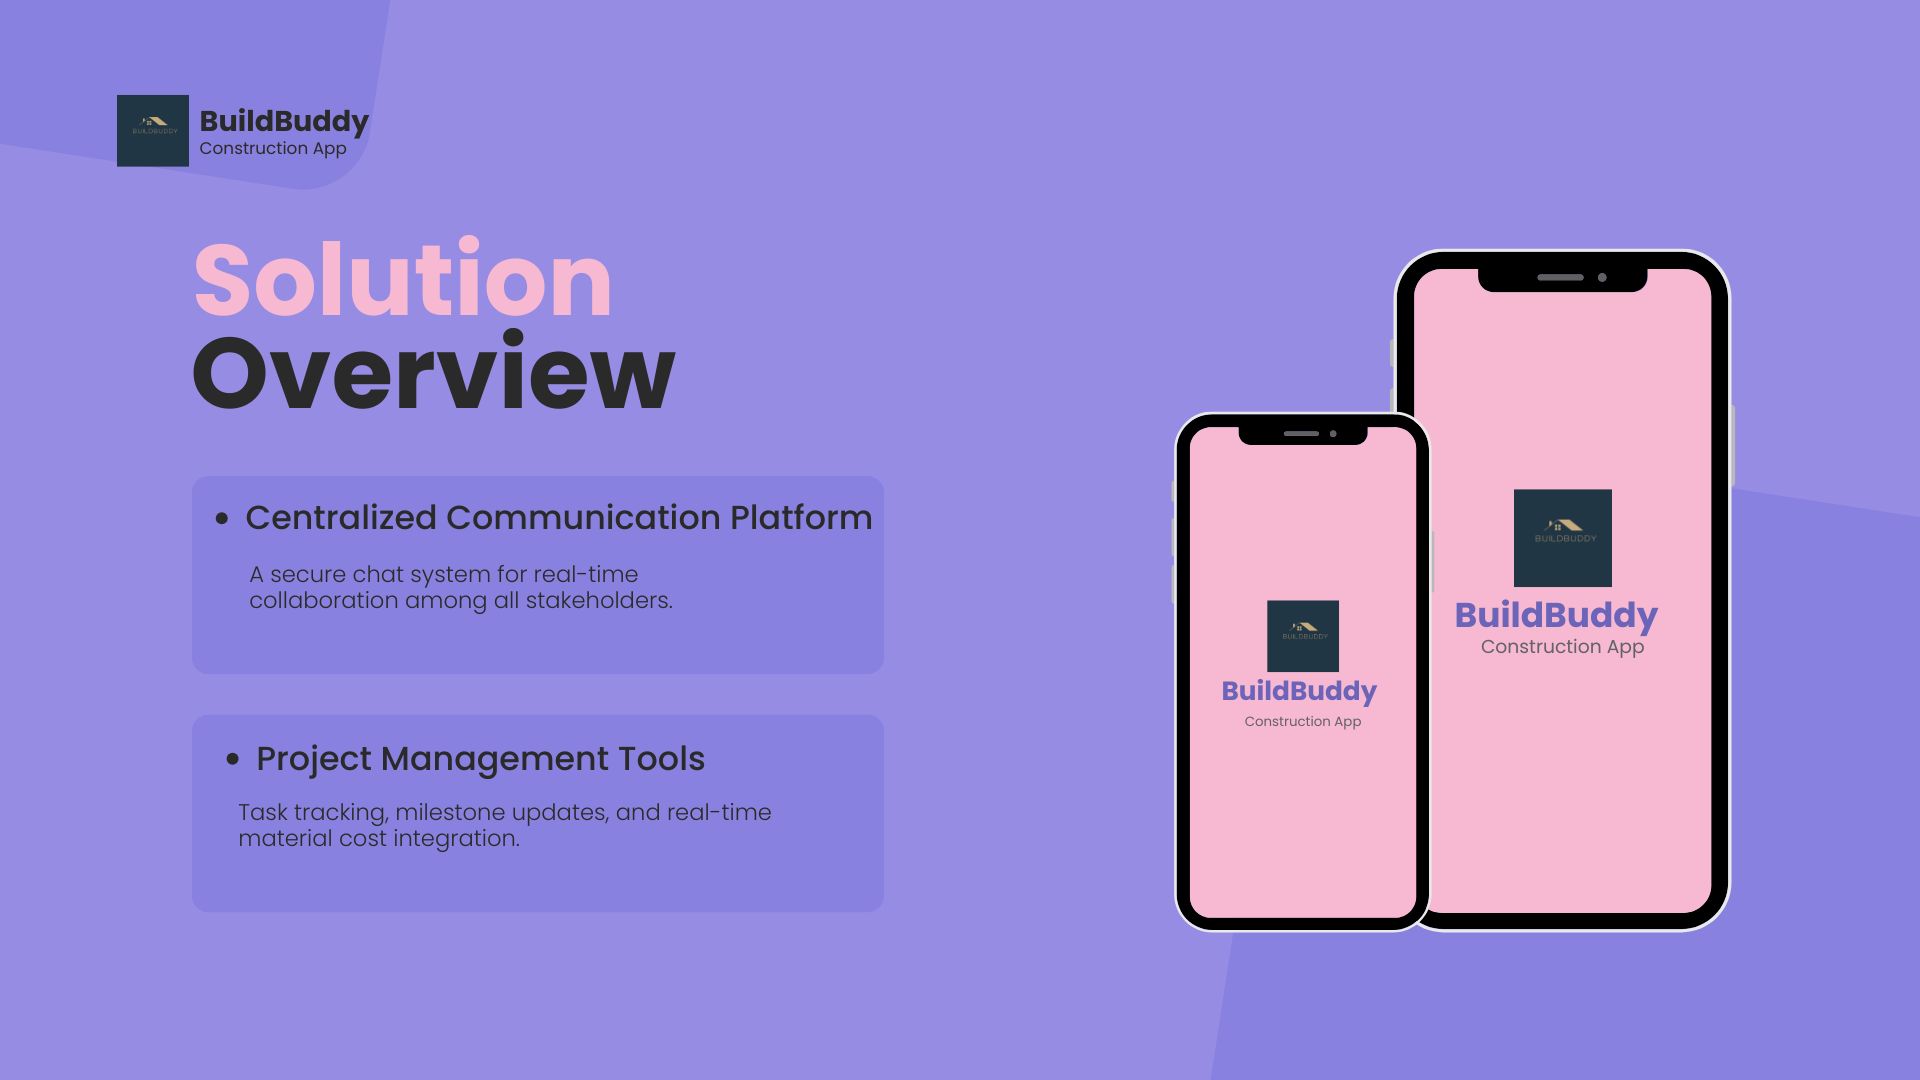 BUILDBUDDY
BuildBuddy
Construction App
Solution
Overview
• Centralized Communication Platform
A secure chat system for real-time
collaboration among all stakeholders.
• Project Management Tools
Task tracking, milestone updates, and real-time
material cost integration.
BUILDBUDDY
BuildBuddy
Construction App
BUILDBUDDY
BuildBuddy
Construction App